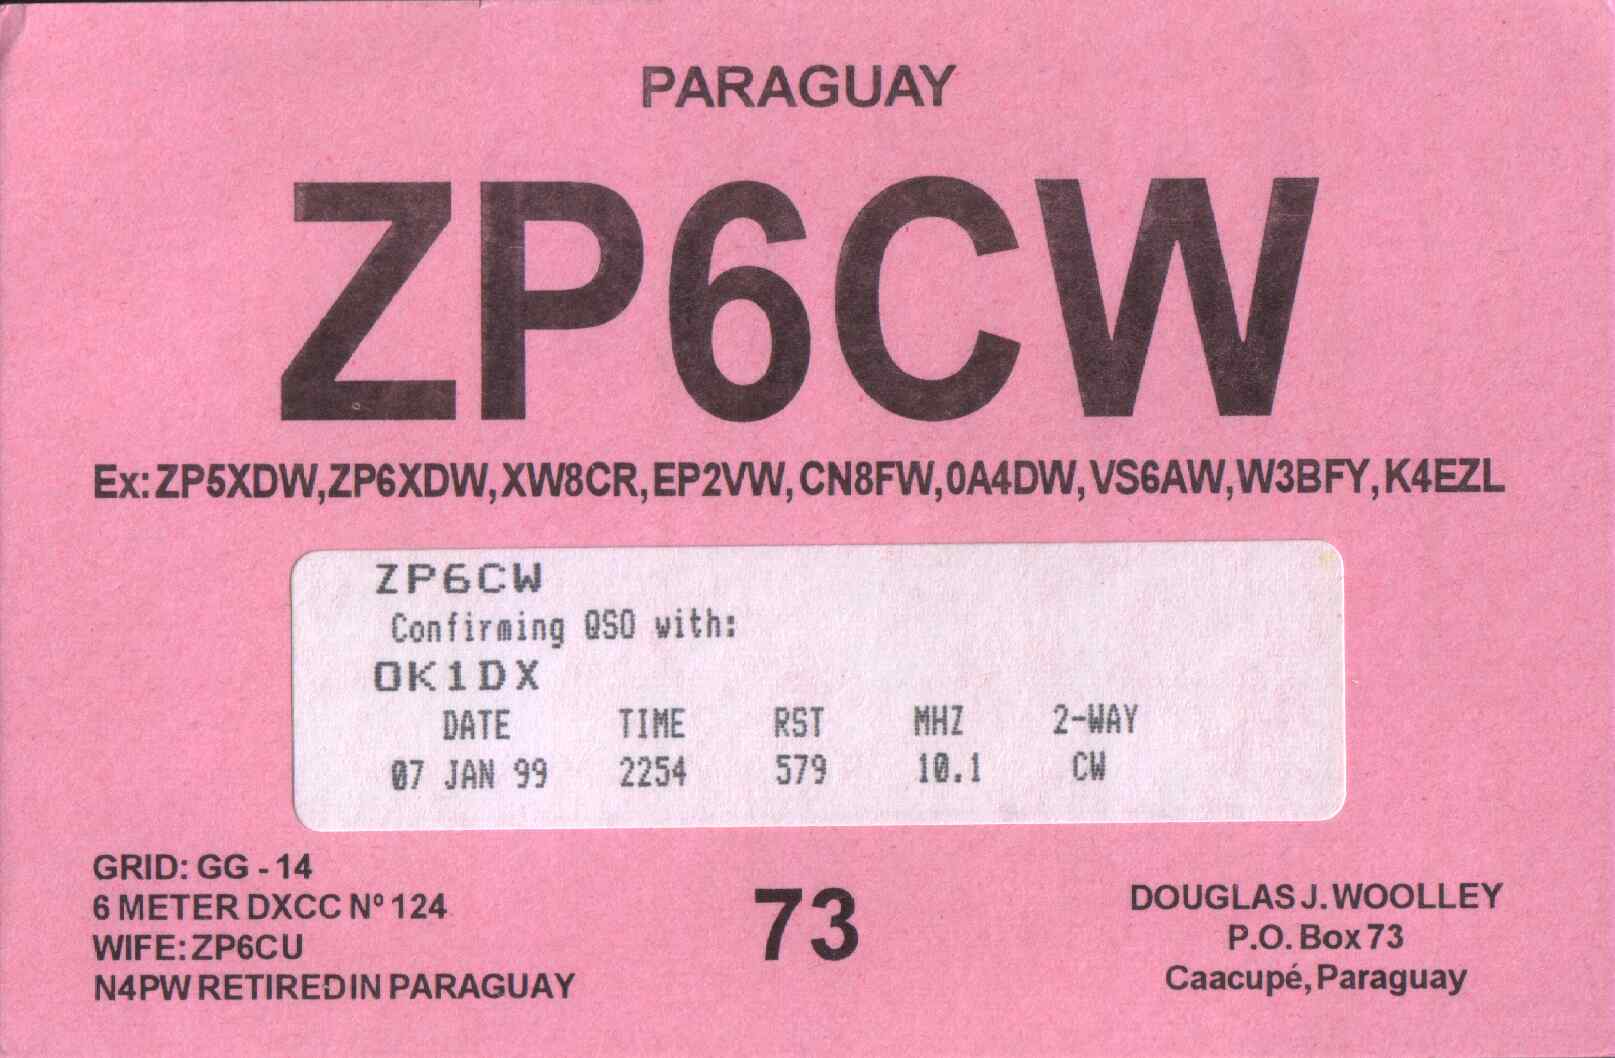 PARAGUAY
ZP6CW
Ex: ZP5XDW, ZP6XDW, XW8CR, EP2VW, CN8FW, 0A4DW, VS6AW, W3BFY, K4EZL
ZP6CW
Confirming QSO with:
OK1DX
DATE TIME RST MHZ 2-WAY
07 JAN 99 2254 579 10.1 CW
GRID: GG - 14
6 METER DXCC Nº 124
WIFE: ZP6CU
N4PW RETIRED IN PARAGUAY
73
DOUGLAS J. WOOLLEY
P.O. Box 73
Caacupé, Paraguay